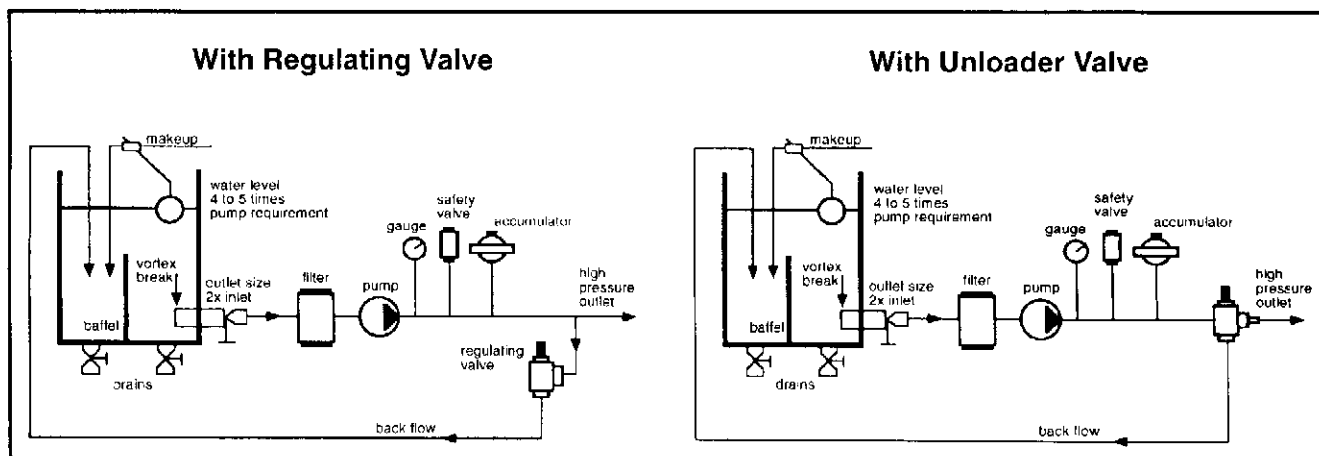 With Regulating Valve
makeup
water level
4 to 5 times
pump requirement
safety
valve
accumulator
gauge
vortex
break
outlet size
2x inlet
filter
pump
high
pressure
outlet
baffel
regulating
valve
drains
back flow
With Unloader Valve
makeup
water level
4 to 5 times
pump requirement
safety
valve
accumulator
gauge
vortex
break
outlet size
2x inlet
filter
pump
high
pressure
outlet
baffel
drains
back flow